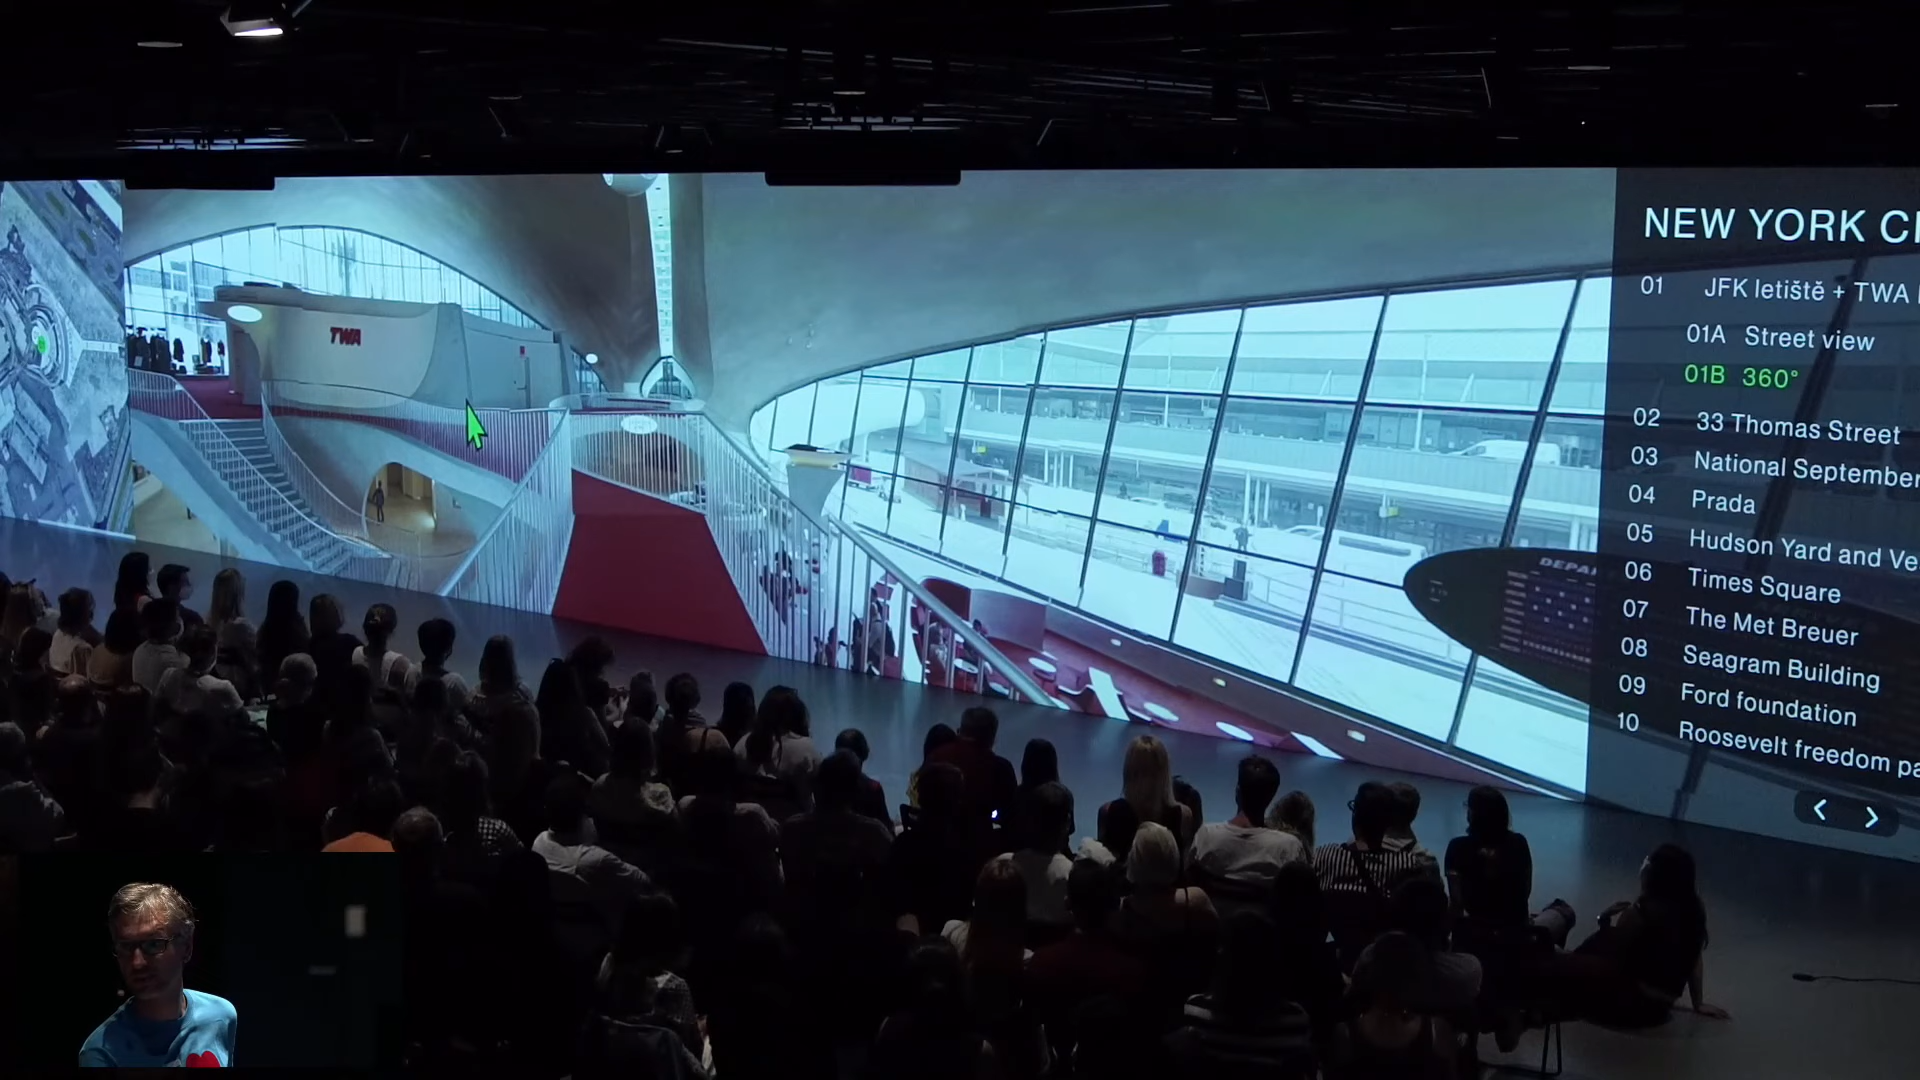 TWA
NEW YORK CI
01 JFK letiště + TWA
01A Street view
01B 360°
02 33 Thomas Street
03 National September
04 Prada
05 Hudson Yard and Ve
06 Times Square
07 The Met Breuer
08 Seagram Building
09 Ford foundation
10 Roosevelt freedom pa
DEPA